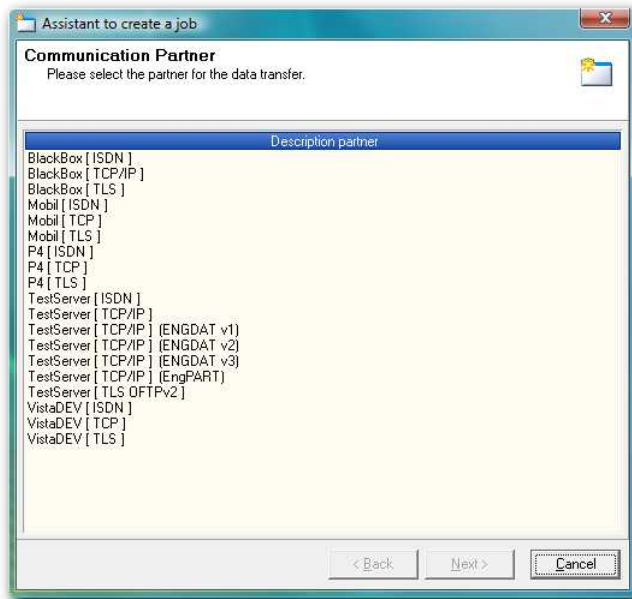 Assistant to create a job
Communication Partner
Please select the partner for the data transfer.
Description partner
BlackBox [ ISDN ]
BlackBox [ TCP/IP ]
BlackBox [ TLS ]
Mobil [ ISDN ]
Mobil [ TCP ]
Mobil [ TLS ]
P4 [ ISDN ]
P4 [ TCP ]
P4 [ TLS ]
TestServer [ ISDN ]
TestServer [ TCP/IP ]
TestServer [ TCP/IP ] (ENGDAT v1)
TestServer [ TCP/IP ] (ENGDAT v2)
TestServer [ TCP/IP ] (ENGDAT v3)
TestServer [ TCP/IP ] (EngPART)
TestServer [ TLS OFTPv2 ]
VistaDEV [ ISDN ]
VistaDEV [ TCP ]
VistaDEV [ TLS ]
< Back Next > Cancel